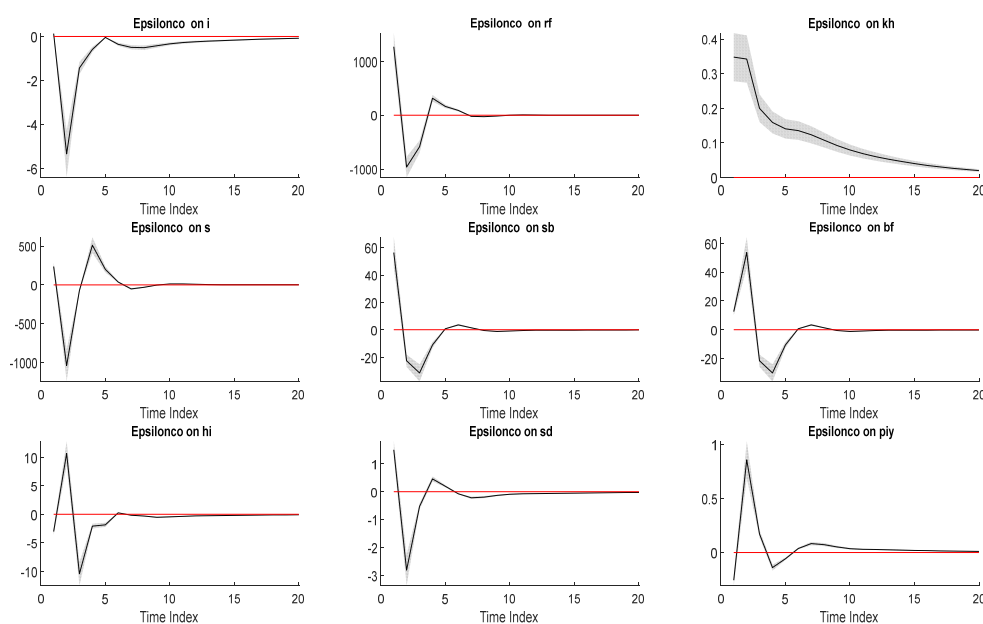 Epsilonco on i
0
-2
-4
-6
0 5 10 15 20
Time Index
Epsilonco on rf
1000
0
-1000
0 5 10 15 20
Time Index
Epsilonco on kh
0.4
0.3
0.2
0.1
0
0 5 10 15 20
Time Index
Epsilonco on s
500
0
-500
-1000
0 5 10 15 20
Time Index
Epsilonco on sb
60
40
20
0
-20
0 5 10 15 20
Time Index
Epsilonco on bf
60
40
20
0
-20
0 5 10 15 20
Time Index
Epsilonco on hi
10
5
0
-5
-10
0 5 10 15 20
Time Index
Epsilonco on sd
1
0
-1
-2
-3
0 5 10 15 20
Time Index
Epsilonco on piy
1
0.5
0
0 5 10 15 20
Time Index